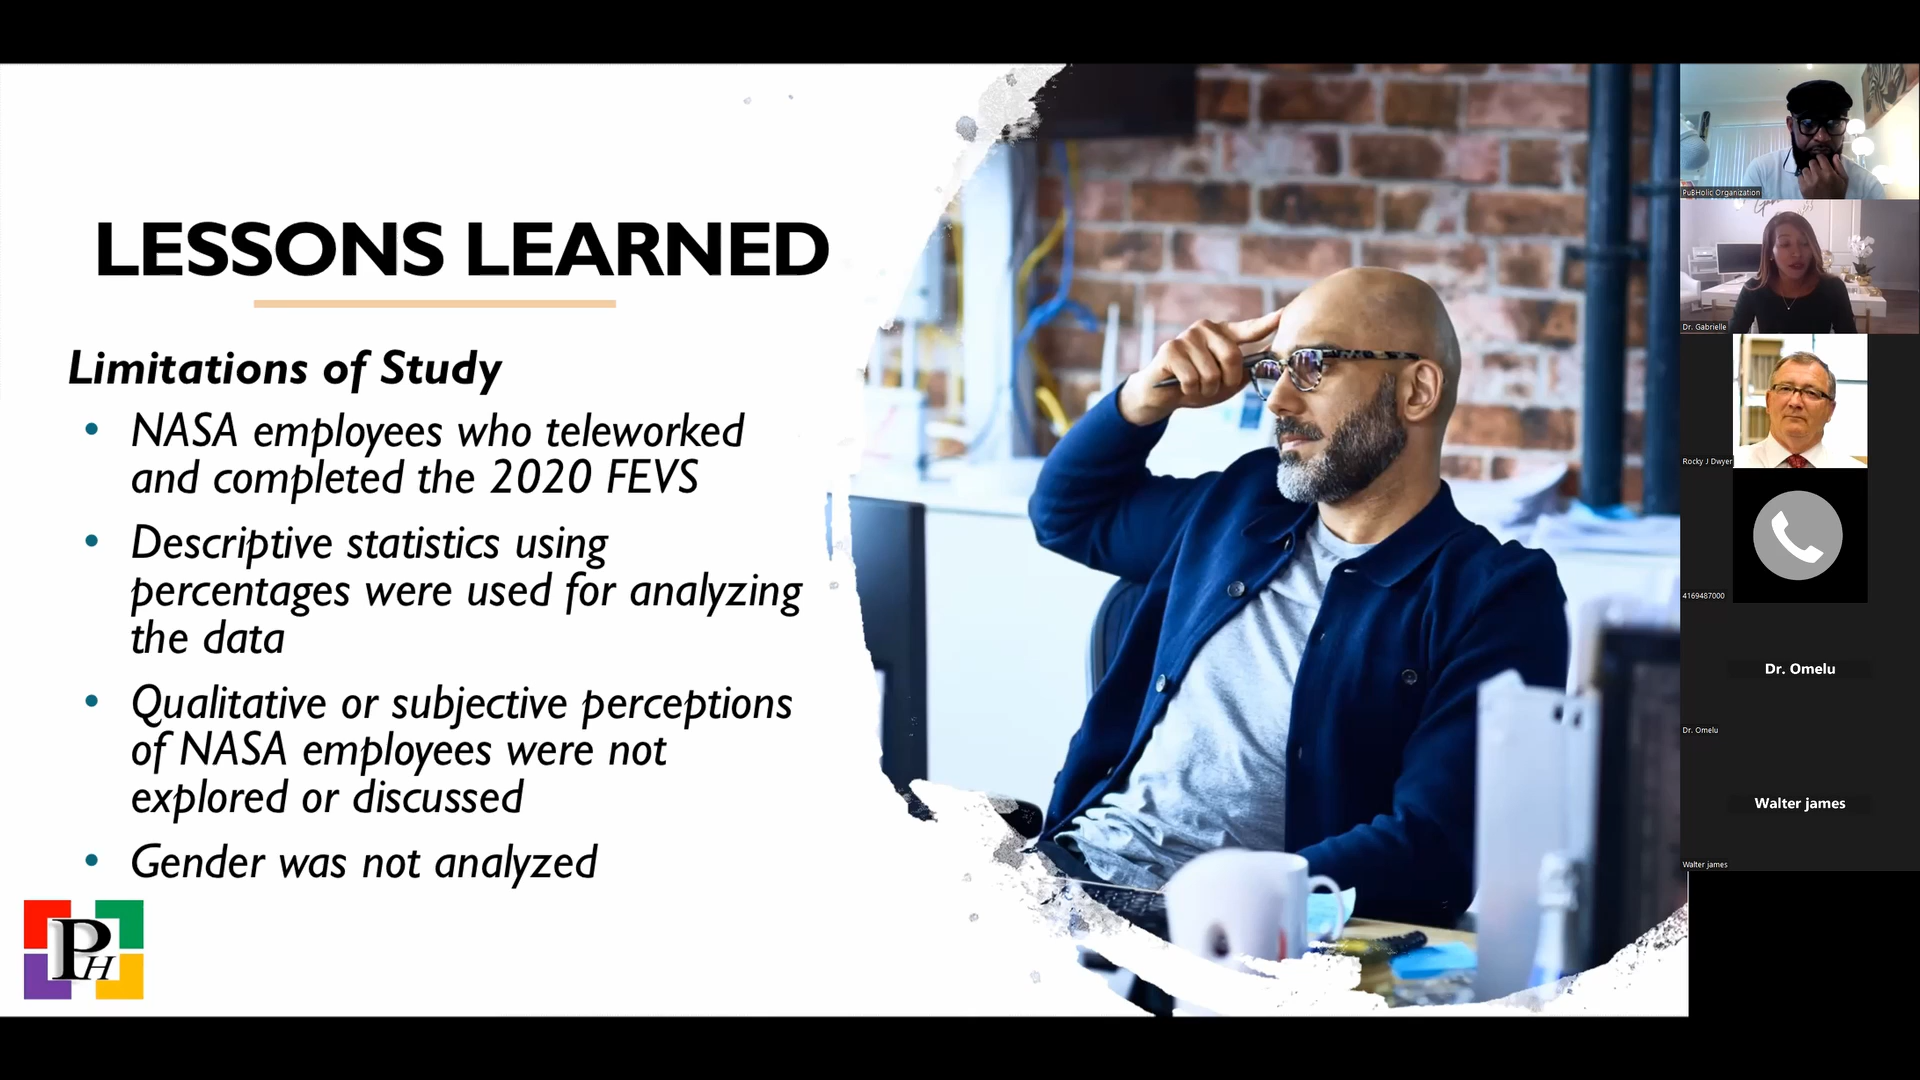 LESSONS LEARNED
Limitations of Study
• NASA employees who teleworked
and completed the 2020 FEVS
• Descriptive statistics using
percentages were used for analyzing
the data
• Qualitative or subjective perceptions
of NASA employees were not
explored or discussed
• Gender was not analyzed
PH
PuBHolic Organization
Dr. Gabrielle
Rocky J Dwyer
4169487000
Dr. Omelu
Dr. Omelu
Walter james
Walter james